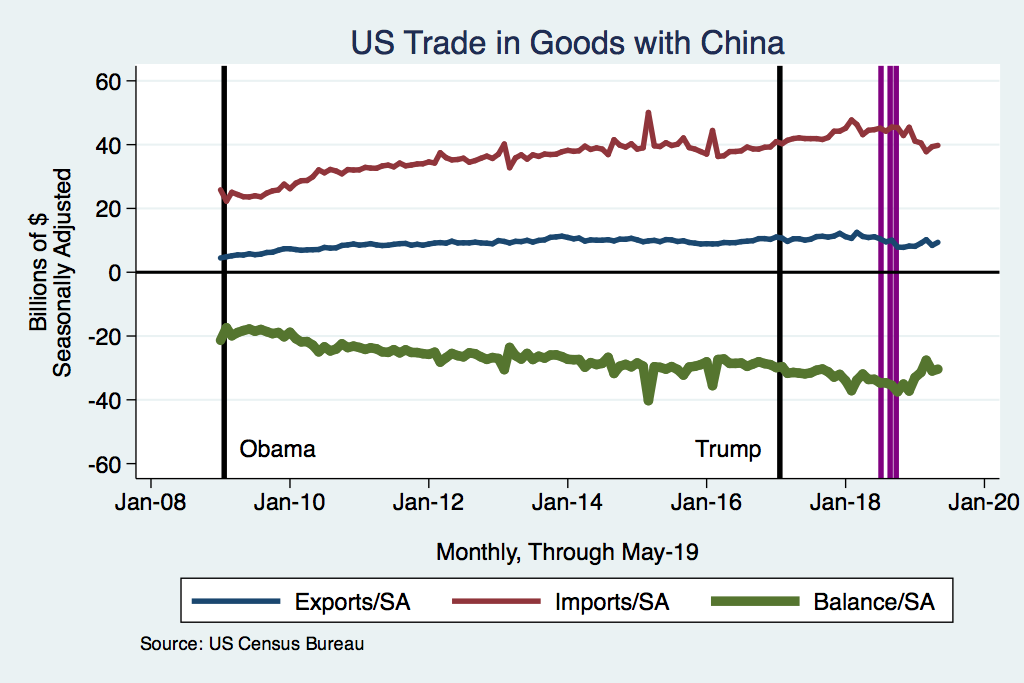 US Trade in Goods with China
Billions of $
Seasonally Adjusted
60
40
20
0
-20
-40
-60
Obama
Trump
Jan-08
Jan-10
Jan-12
Jan-14
Jan-16
Jan-18
Jan-20
Monthly, Through May-19
Exports/SA
Imports/SA
Balance/SA
Source: US Census Bureau